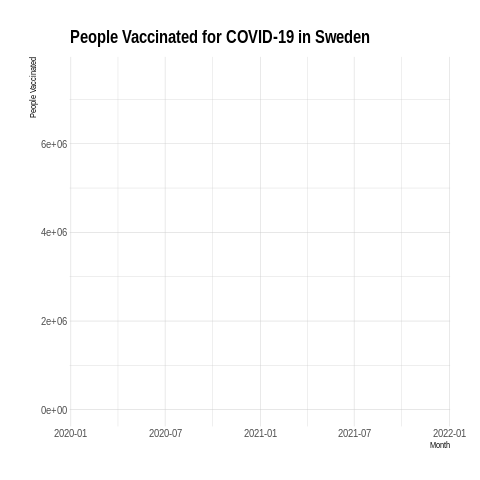 People Vaccinated for COVID-19 in Sweden
People Vaccinated
6e+06
4e+06
2e+06
0e+00
2020-01 2020-07 2021-01 2021-07 2022-01
Month